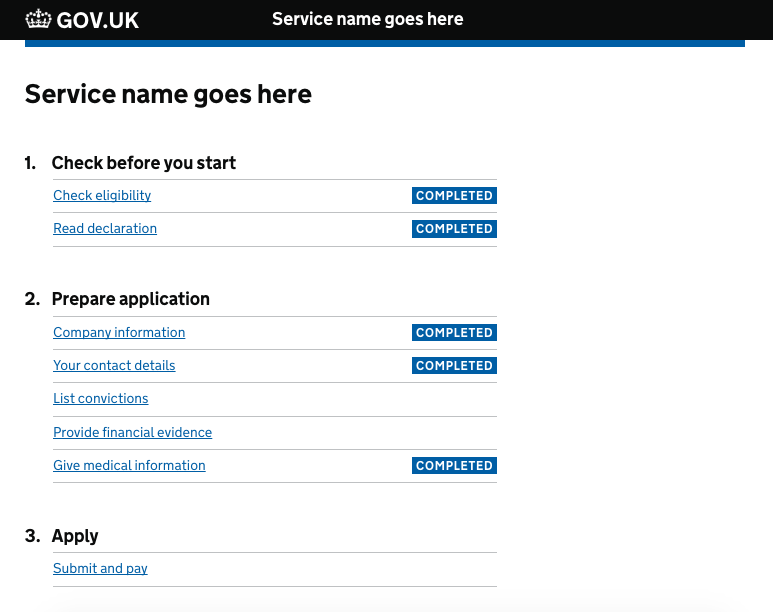 GOV.UK Service name goes here
Service name goes here
1. Check before you start
Check eligibility COMPLETED
Read declaration COMPLETED
2. Prepare application
Company information COMPLETED
Your contact details COMPLETED
List convictions
Provide financial evidence
Give medical information COMPLETED
3. Apply
Submit and pay